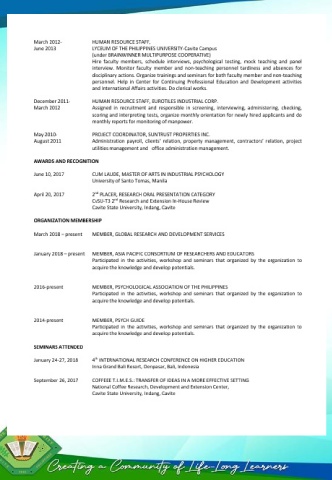 March 2012- HUMAN RESOURCE STAFF,
June 2013 LYCEUM OF THE PHILIPPINES UNIVERSITY-Cavite Campus
(under BRAINWINNER MULTIPURPOSE COOPERATIVE)
Hire faculty members, schedule interviews, psychological testing, mock teaching and panel
interview. Monitor faculty member and non-teaching personnel tardiness and absences for
disciplinary actions. Organize trainings and seminars for both faculty member and non-teaching
personnel. Help in Center for Continuing Professional Education and Development activities
and International Affairs activities. Do clerical works.
December 2011- HUMAN RESOURCE STAFF, EUROTILES INDUSTRIAL CORP.
March 2012 Assigned in recruitment and responsible in screening, interviewing, administering, checking,
scoring and interpreting tests, organize monthly orientation for newly hired applicants and do
monthly reports for monitoring of manpower.
May 2010- PROJECT COORDINATOR, SUNTRUST PROPERTIES INC.
August 2011 Administration payroll, clients' relation, property management, contractors' relation, project
utilities management and office administration management.
AWARDS AND RECOGNITION
June 10, 2017 CUM LAUDE, MASTER OF ARTS IN INDUSTRIAL PSYCHOLOGY
University of Santo Tomas, Manila
April 20, 2017 2ND PLACER, RESEARCH ORAL PRESENTATION CATEGORY
CvSU-T3 2nd Research and Extension In-House Review
Cavite State University, Indang, Cavite
ORGANIZATION MEMBERSHIP
March 2018 – present MEMBER, GLOBAL RESEARCH AND DEVELOPMENT SERVICES
January 2018 – present MEMBER, ASIA PACIFIC CONSORTIUM OF RESEARCHERS AND EDUCATORS
Participated in the activities, workshop and seminars that organized by the organization to
acquire the knowledge and develop potentials.
2016-present MEMBER, PSYCHOLOGICAL ASSOCIATION OF THE PHILIPPINES
Participated in the activities, workshop and seminars that organized by the organization to
acquire the knowledge and develop potentials.
2014-present MEMBER, PSYCH GUIDE
Participated in the activities, workshop and seminars that organized by the organization to
acquire the knowledge and develop potentials.
SEMINARS ATTENDED
January 24-27, 2018 4th INTERNATIONAL RESEARCH CONFERENCE ON HIGHER EDUCATION
Inna Grand Bali Resort, Denpasar, Bali, Indonesia
September 26, 2017 COFFEEE T.I.M.E.S.: TRANSFER OF IDEAS IN A MORE EFFECTIVE SETTING
National Coffee Research, Development and Extension Center,
Cavite State University, Indang, Cavite
Creating a Community of Life-Long Learners